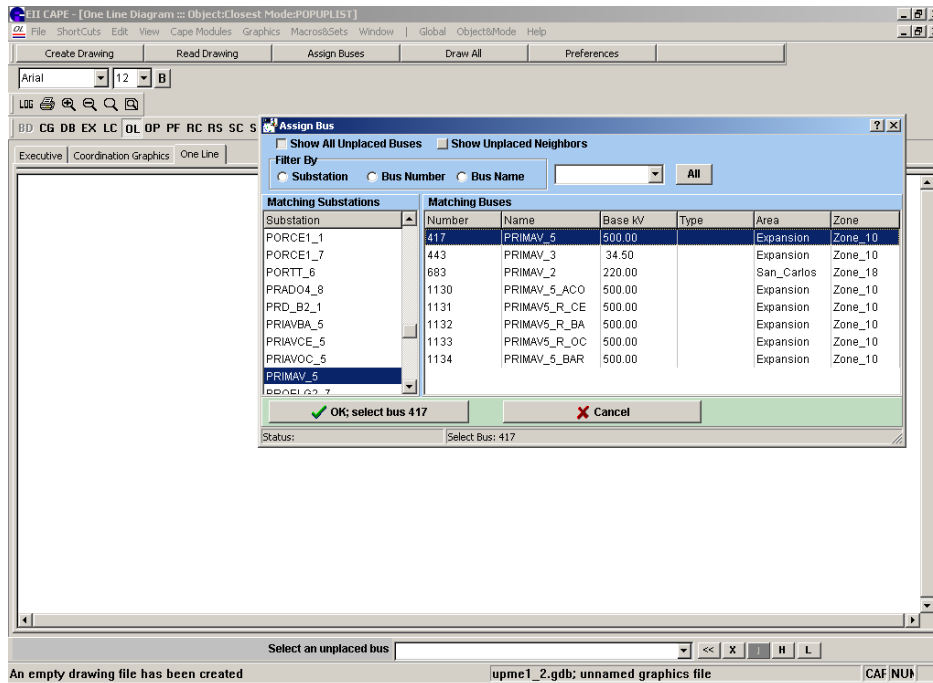 EII CAPE - [One Line Diagram ::: Object:Closest Mode:POPUPLIST]
OL File ShortCuts Edit View Cape Modules Graphics Macros&Sets Window | Global Object&Mode Help
Create Drawing Read Drawing Assign Buses Draw All Preferences
Arial 12 B
LOG
BD CG DB EX LC OL OP PF RC RS SC S
Assign Bus
Show All Unplaced Buses Show Unplaced Neighbors
Executive Coordination Graphics One Line
Filter By
Substation Bus Number Bus Name All
Matching Substations Matching Buses
Substation Number Name Base kV Type Area Zone
PORCE1_1 417 PRIMAV_5 500.00 Expansion Zone_10
PORCE1_7 443 PRIMAV_3 34.50 Expansion Zone_10
PORTT_6 683 PRIMAV_2 220.00 San_Carlos Zone_18
PRADO4_8 1130 PRIMAV_5_ACO 500.00 Expansion Zone_10
PRD_B2_1 1131 PRIMAV5_R_CE 500.00 Expansion Zone_10
PRIAVBA_5 1132 PRIMAV5_R_BA 500.00 Expansion Zone_10
PRIAVCE_5 1133 PRIMAV5_R_OC 500.00 Expansion Zone_10
PRIAVOC_5 1134 PRIMAV_5_BAR 500.00 Expansion Zone_10
PRIMAV_5
OK; select bus 417 Cancel
Status: Select Bus: 417
Select an unplaced bus << X H L
An empty drawing file has been created upme1_2.gdb; unnamed graphics file CAF NUM